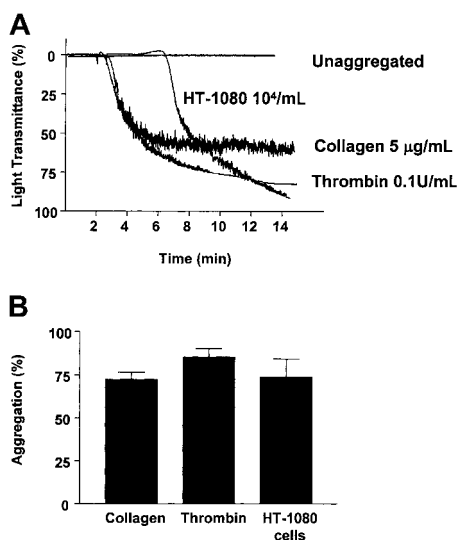 A
Light Transmittance (%)
0
25
50
75
100
Unaggregated
HT-1080 10⁴/mL
Collagen 5 µg/mL
Thrombin 0.1U/mL
2 4 6 8 10 12 14
Time (min)
B
Aggregation (%)
100
75
50
25
0
Collagen Thrombin HT-1080
cells